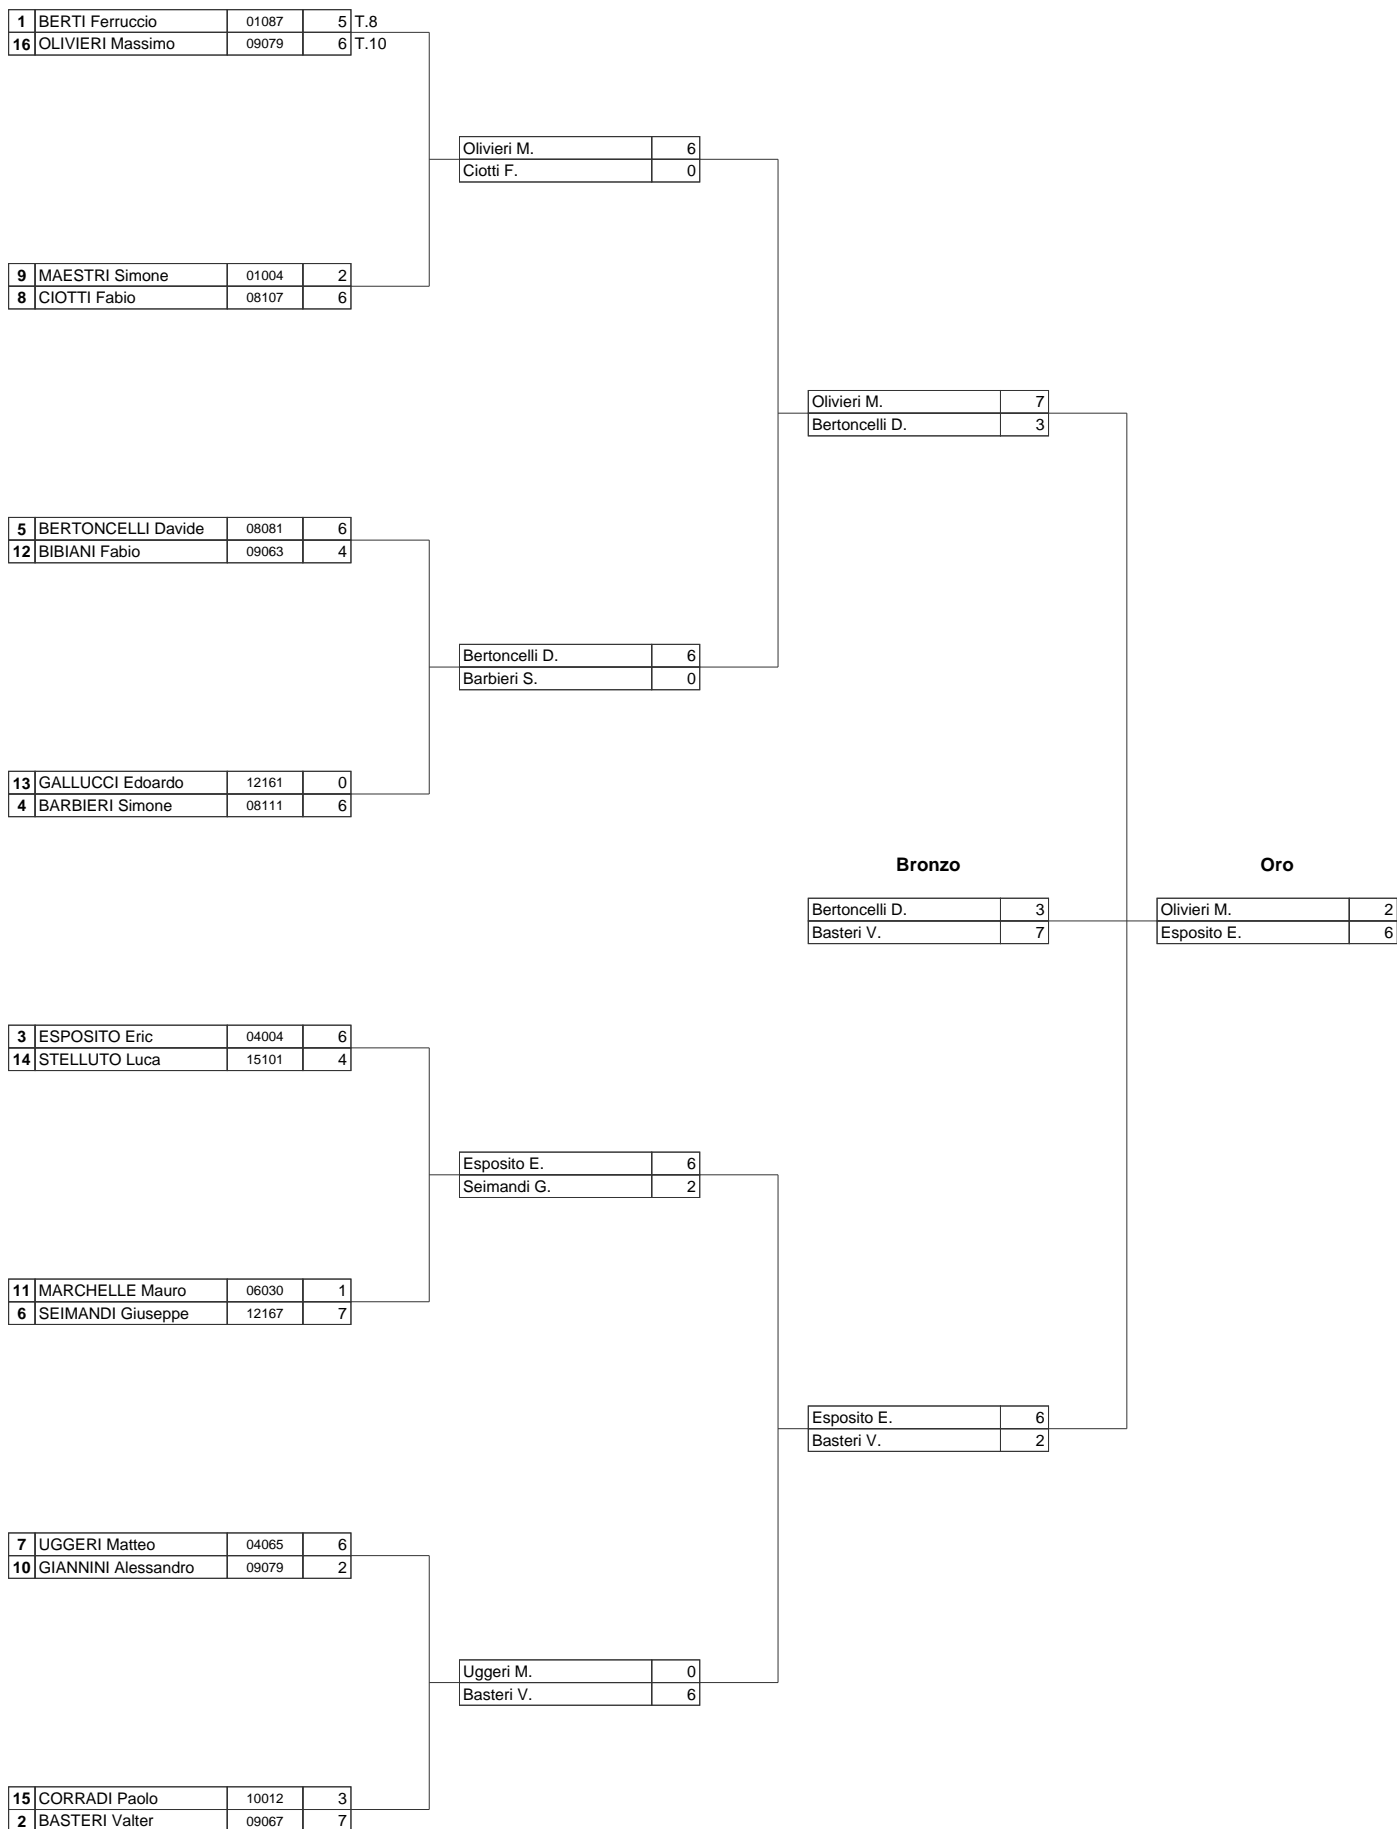 1 BERTI Ferruccio 01087 5 T.8
16 OLIVIERI Massimo 09079 6 T.10
Olivieri M. 6
Ciotti F. 0
9 MAESTRI Simone 01004 2
8 CIOTTI Fabio 08107 6
Olivieri M. 7
Bertoncelli D. 3
5 BERTONCELLI Davide 08081 6
12 BIBIANI Fabio 09063 4
Bertoncelli D. 6
Barbieri S. 0
13 GALLUCCI Edoardo 12161 0
4 BARBIERI Simone 08111 6
Bronzo Oro
Bertoncelli D. 3 Olivieri M. 2
Basteri V. 7 Esposito E. 6
3 ESPOSITO Eric 04004 6
14 STELLUTO Luca 15101 4
Esposito E. 6
Seimandi G. 2
11 MARCHELLE Mauro 06030 1
6 SEIMANDI Giuseppe 12167 7
Esposito E. 6
Basteri V. 2
7 UGGERI Matteo 04065 6
10 GIANNINI Alessandro 09079 2
Uggeri M. 0
Basteri V. 6
15 CORRADI Paolo 10012 3
2 BASTERI Valter 09067 7